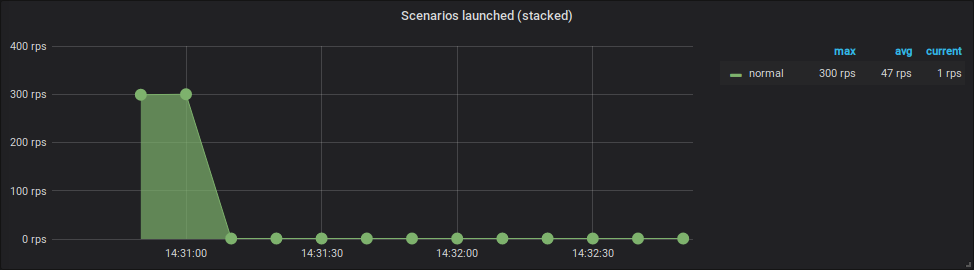 Scenarios launched (stacked)
400 rps
300 rps
200 rps
100 rps
0 rps
14:31:00 14:31:30 14:32:00 14:32:30
max avg current
normal 300 rps 47 rps 1 rps